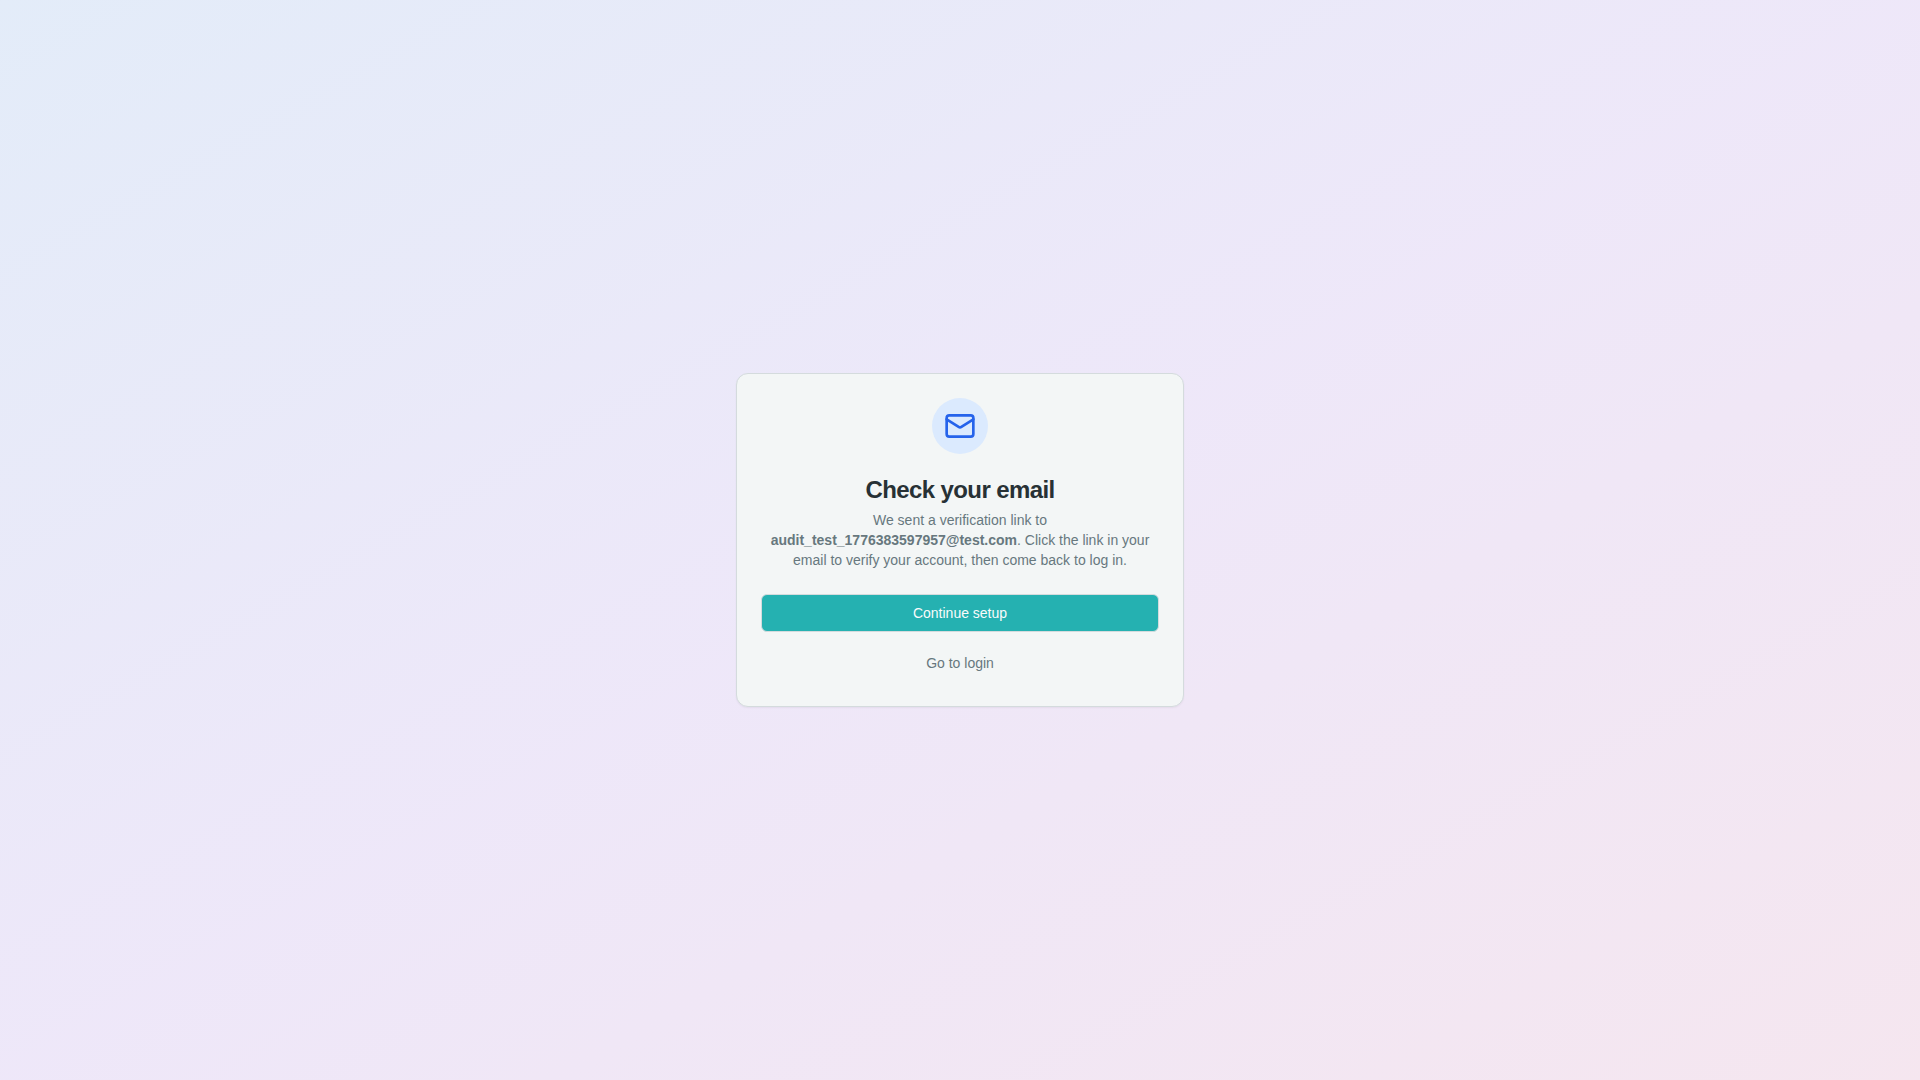 Check your email
We sent a verification link to
audit_test_1776383597957@test.com. Click the link in your
email to verify your account, then come back to log in.
Continue setup
Go to login